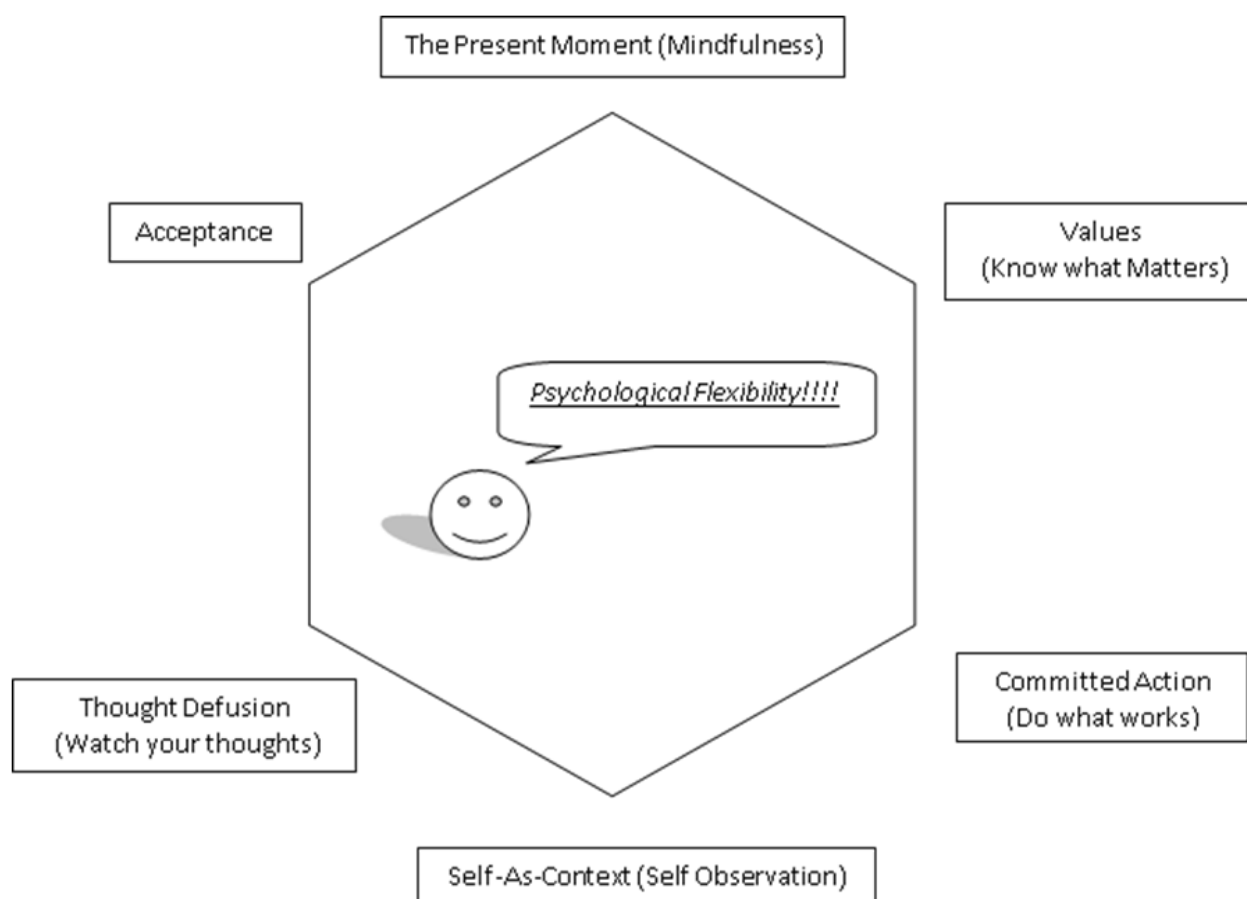 The Present Moment (Mindfulness)
Acceptance
Values
(Know what Matters)
Psychological Flexibility!!!!
Thought Defusion
(Watch your thoughts)
Committed Action
(Do what works)
Self-As-Context (Self Observation)